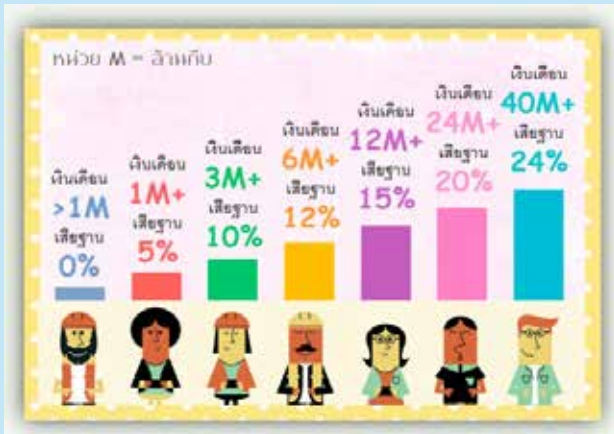 หน่วย M = ล้านกีบ
เงินเดือน
>1M
เสียฐาน
0%
เงินเดือน
1M+
เสียฐาน
5%
เงินเดือน
3M+
เสียฐาน
10%
เงินเดือน
6M+
เสียฐาน
12%
เงินเดือน
12M+
เสียฐาน
15%
เงินเดือน
24M+
เสียฐาน
20%
เงินเดือน
40M+
เสียฐาน
24%